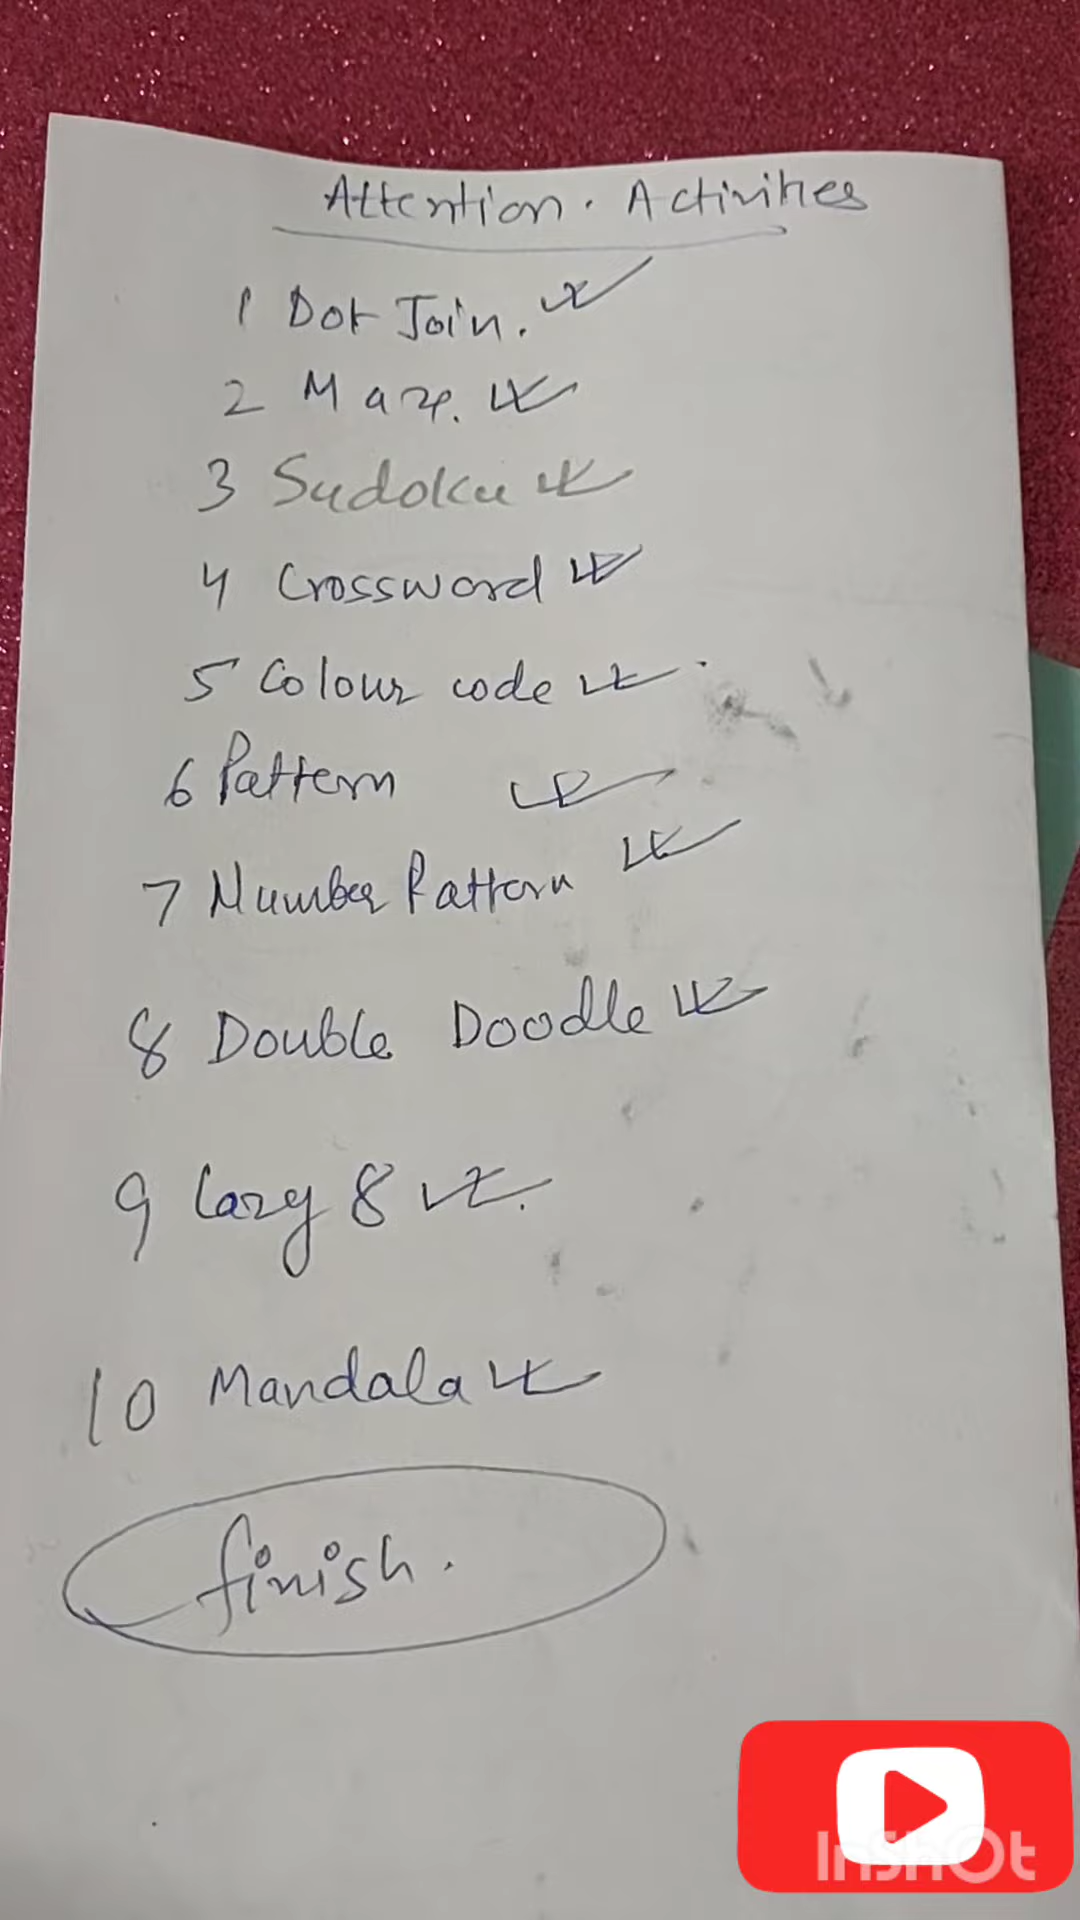 Attention. Activities
1 Dot Join.
2 Maze.
3 Sudoku
4 Crossword
5 Colour code
6 Pattern
7 Number Pattern
8 Double Doodle
9 Lazy 8
10 Mandala
finish.
InShOt